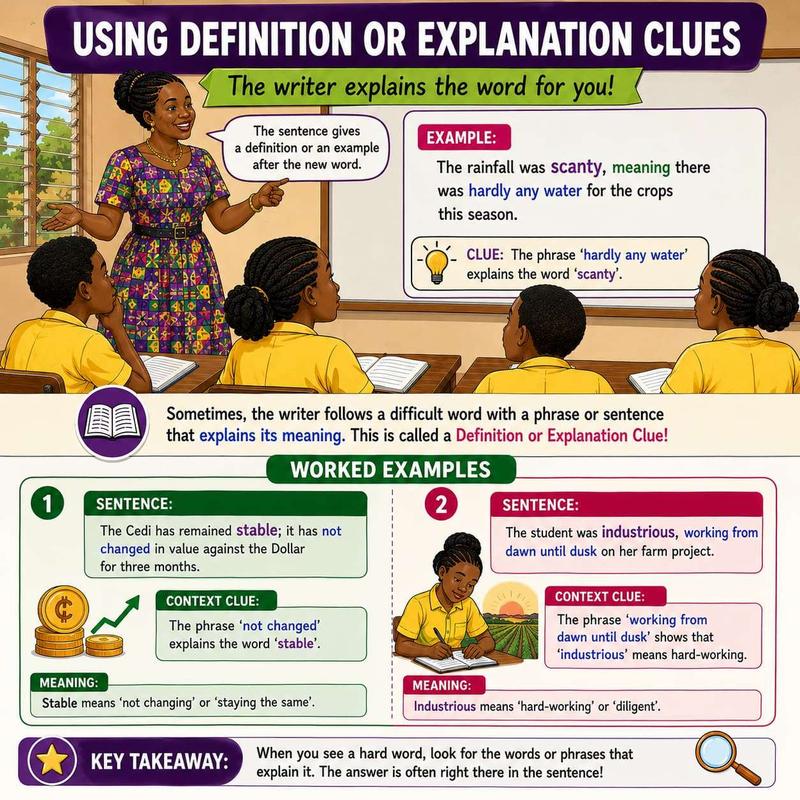 USING DEFINITION OR EXPLANATION CLUES
The writer explains the word for you!
The sentence gives
a definition or an example
after the new word.
EXAMPLE:
The rainfall was scanty, meaning there
was hardly any water for the crops
this season.
CLUE: The phrase ‘hardly any water’
explains the word ‘scanty’.
Sometimes, the writer follows a difficult word with a phrase or sentence
that explains its meaning. This is called a Definition or Explanation Clue!
WORKED EXAMPLES
1
SENTENCE:
The Cedi has remained stable; it has not
changed in value against the Dollar
for three months.
₵
CONTEXT CLUE:
The phrase ‘not changed’
explains the word ‘stable’.
MEANING:
Stable means ‘not changing’ or ‘staying the same’.
2
SENTENCE:
The student was industrious, working from
dawn until dusk on her farm project.
CONTEXT CLUE:
The phrase ‘working from
dawn until dusk’ shows that
‘industrious’ means hard-working.
MEANING:
Industrious means ‘hard-working’ or ‘diligent’.
KEY TAKEAWAY:
When you see a hard word, look for the words or phrases that
explain it. The answer is often right there in the sentence!